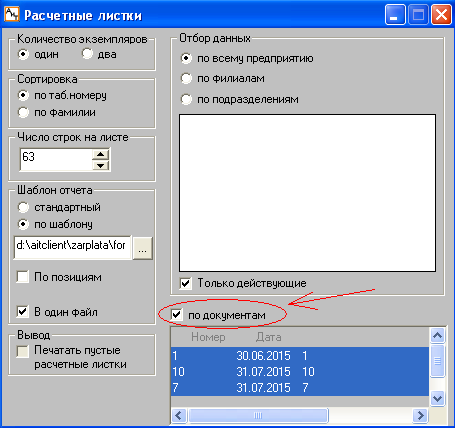 Расчетные листки
Количество экземпляров
один два
Сортировка
по таб.номеру
по фамилии
Число строк на листе
63
Шаблон отчета
стандартный
по шаблону
d:\aitclient\zarplata\for ...
По позициям
В один файл
Вывод
Печатать пустые
расчетные листки
Отбор данных
по всему предприятию
по филиалам
по подразделениям
Только действующие
по документам
Номер Дата
1 30.06.2015 1
10 31.07.2015 10
7 31.07.2015 7